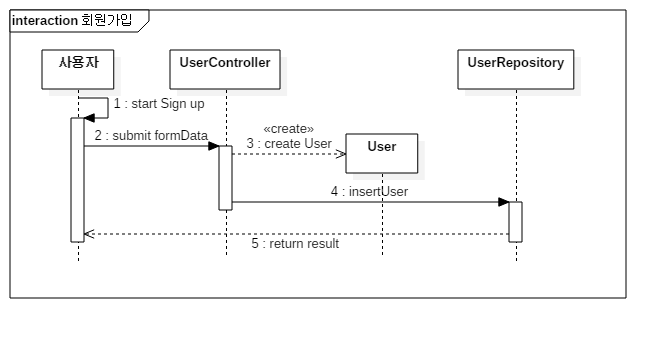 interaction 회원가입
사용자
UserController
UserRepository
1 : start Sign up
2 : submit formData
«create»
3 : create User
User
4 : insertUser
5 : return result